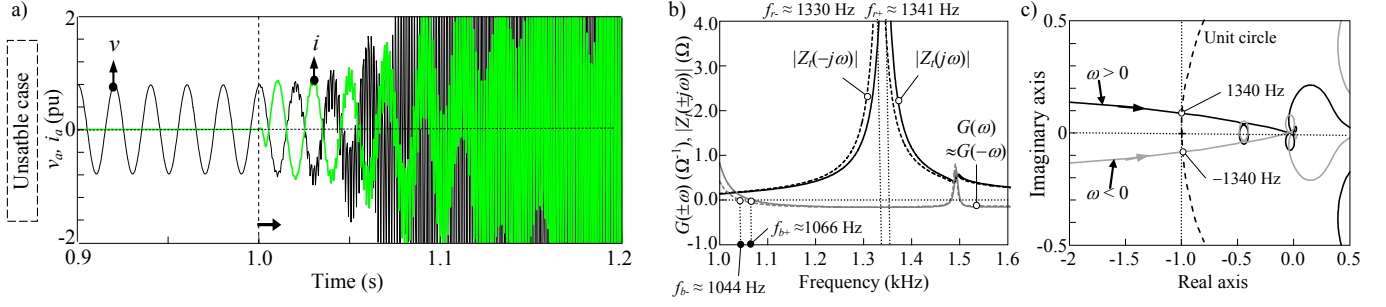 a)
Unsatble case
v_a, i_a (pu)
2
0
-2
v
i
0.9
1.0
1.1
1.2
Time (s)
b)
f_{r-} ≈ 1330 Hz
f_{r+} ≈ 1341 Hz
G(±ω) (Ω⁻¹), |Z_t(±jω)| (Ω)
4.0
3.0
2.0
1.0
0.0
-1.0
|Z_t(−jω)|
|Z_t(jω)|
G(ω)
≈G(−ω)
f_{b+} ≈1066 Hz
1.0
1.1
1.2
1.3
1.4
1.5
1.6
Frequency (kHz)
f_{b-} ≈1044 Hz
c)
Imaginary axis
0.5
0
-0.5
Unit circle
ω > 0
1340 Hz
−1340 Hz
ω < 0
-2
-1.5
-1.0
-0.5
0.0
0.5
Real axis